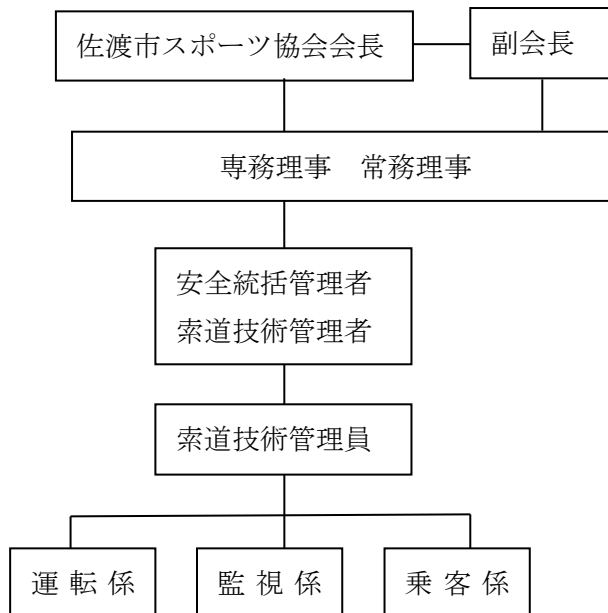 佐渡市スポーツ協会会長
副会長
専務理事　常務理事
安全統括管理者
索道技術管理者
索道技術管理員
運 転 係
監 視 係
乗 客 係